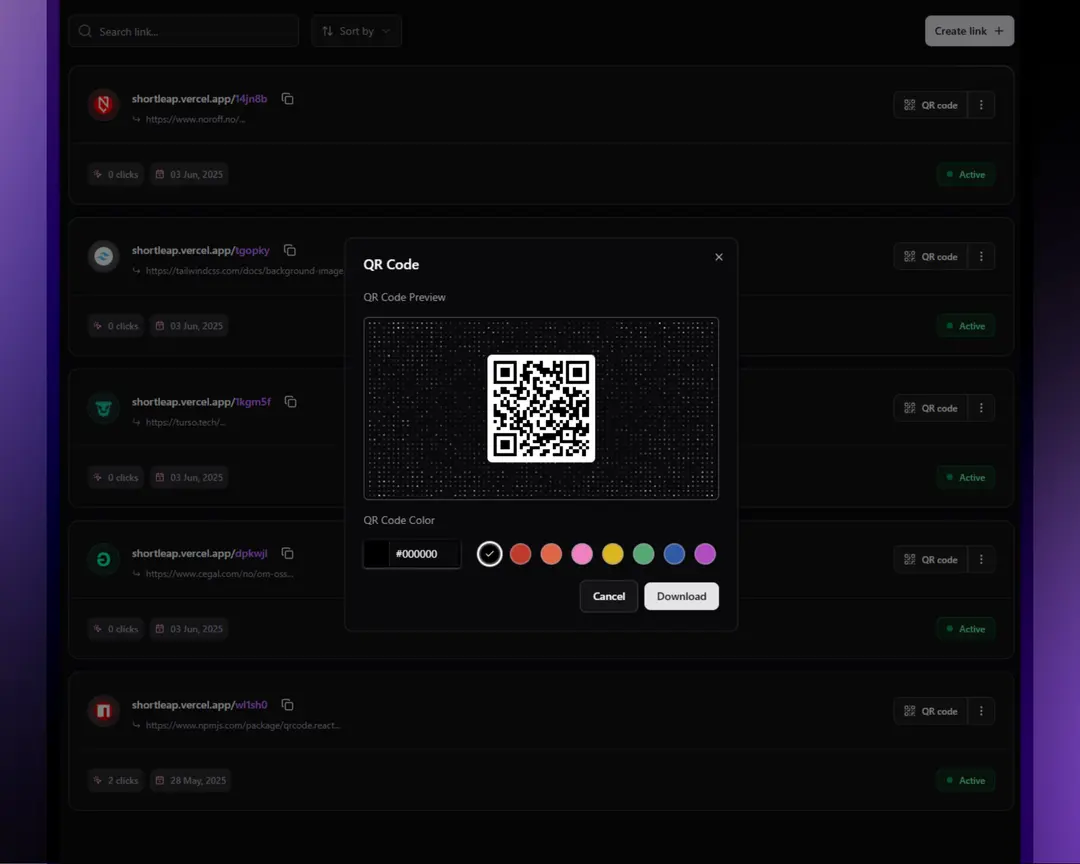 Search link...
Sort by
Create link +
shortleap.vercel.app/14jn8b
https://www.noroff.no/...
QR code
0 clicks
03 Jun, 2025
Active
shortleap.vercel.app/tgopky
https://tailwindcss.com/docs/background-image
QR code
0 clicks
03 Jun, 2025
Active
shortleap.vercel.app/1kgm5f
https://turso.tech/...
QR code
0 clicks
03 Jun, 2025
Active
shortleap.vercel.app/dpkwjl
https://www.cegal.com/no/om-oss...
QR code
0 clicks
03 Jun, 2025
Active
shortleap.vercel.app/wl1sh0
https://www.npmjs.com/package/qrcode.react...
QR code
2 clicks
28 May, 2025
Active
QR Code
QR Code Preview
QR Code Color
#000000
Cancel
Download